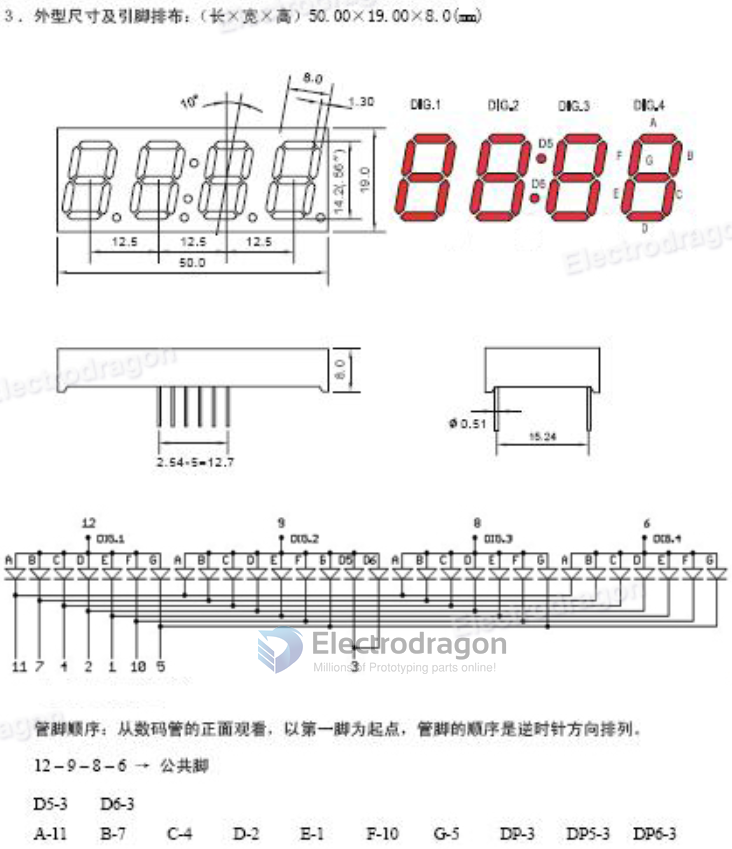 3．外型尺寸及引脚排布:（长×宽×高）50.00×19.00×8.0(mm)
8.0
10°
1.30
DIG.1 DIG.2 DIG.3 DIG.4
A
D5
F G B
14.2(.56")
19.0
D6
E C
D
12.5 12.5 12.5
50.0
Electrodragon
Electrodragon
8.0
Ф0.51
15.24
2.54*5=12.7
12 9 8 6
DIG.1 DIG.2 DIG.3 DIG.4
A B C D E F G A B C D E F G D5 D6 A B C D E F G A B C D E F G
Electrodragon
Electrodragon
Millions of Prototyping parts online!
11 7 4 2 1 10 5 3
管脚顺序：从数码管的正面观看，以第一脚为起点，管脚的顺序是逆时针方向排列。
12–9–8–6 → 公共脚
D5-3 D6-3
A-11 B-7 C-4 D-2 E-1 F-10 G-5 DP-3 DP5-3 DP6-3